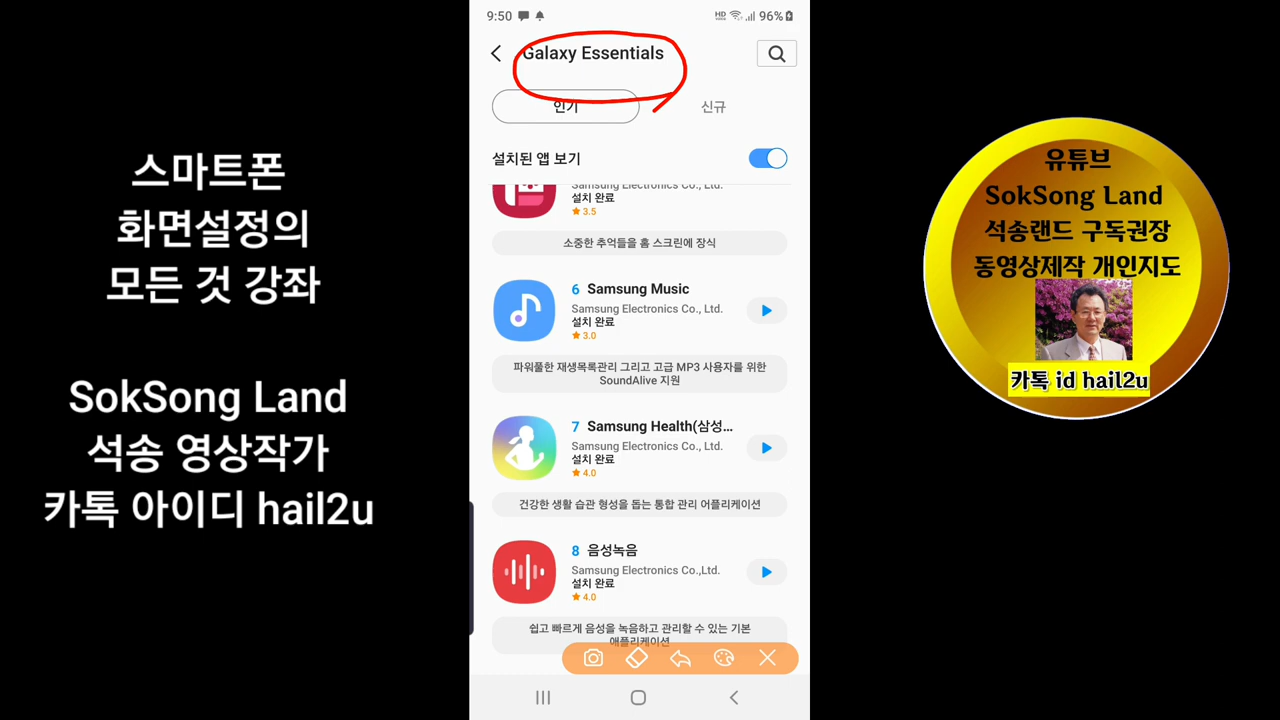 스마트폰
화면설정의
모든 것 강좌
SokSong Land
석송 영상작가
카톡 아이디 hail2u
9:50
HD
96%
Galaxy Essentials
인기
신규
설치된 앱 보기
Samsung Electronics Co., Ltd.
설치 완료
★ 3.5
소중한 추억들을 홈 스크린에 장식
6 Samsung Music
Samsung Electronics Co., Ltd.
설치 완료
★ 3.0
파워풀한 재생목록관리 그리고 고급 MP3 사용자를 위한
SoundAlive 지원
7 Samsung Health(삼성...
Samsung Electronics Co., Ltd.
설치 완료
★ 4.0
건강한 생활 습관 형성을 돕는 통합 관리 어플리케이션
8 음성녹음
Samsung Electronics Co.,Ltd.
설치 완료
★ 4.0
쉽고 빠르게 음성을 녹음하고 관리할 수 있는 기본
애플리케이션
유튜브
SokSong Land
석송랜드 구독권장
동영상제작 개인지도
카톡 id hail2u